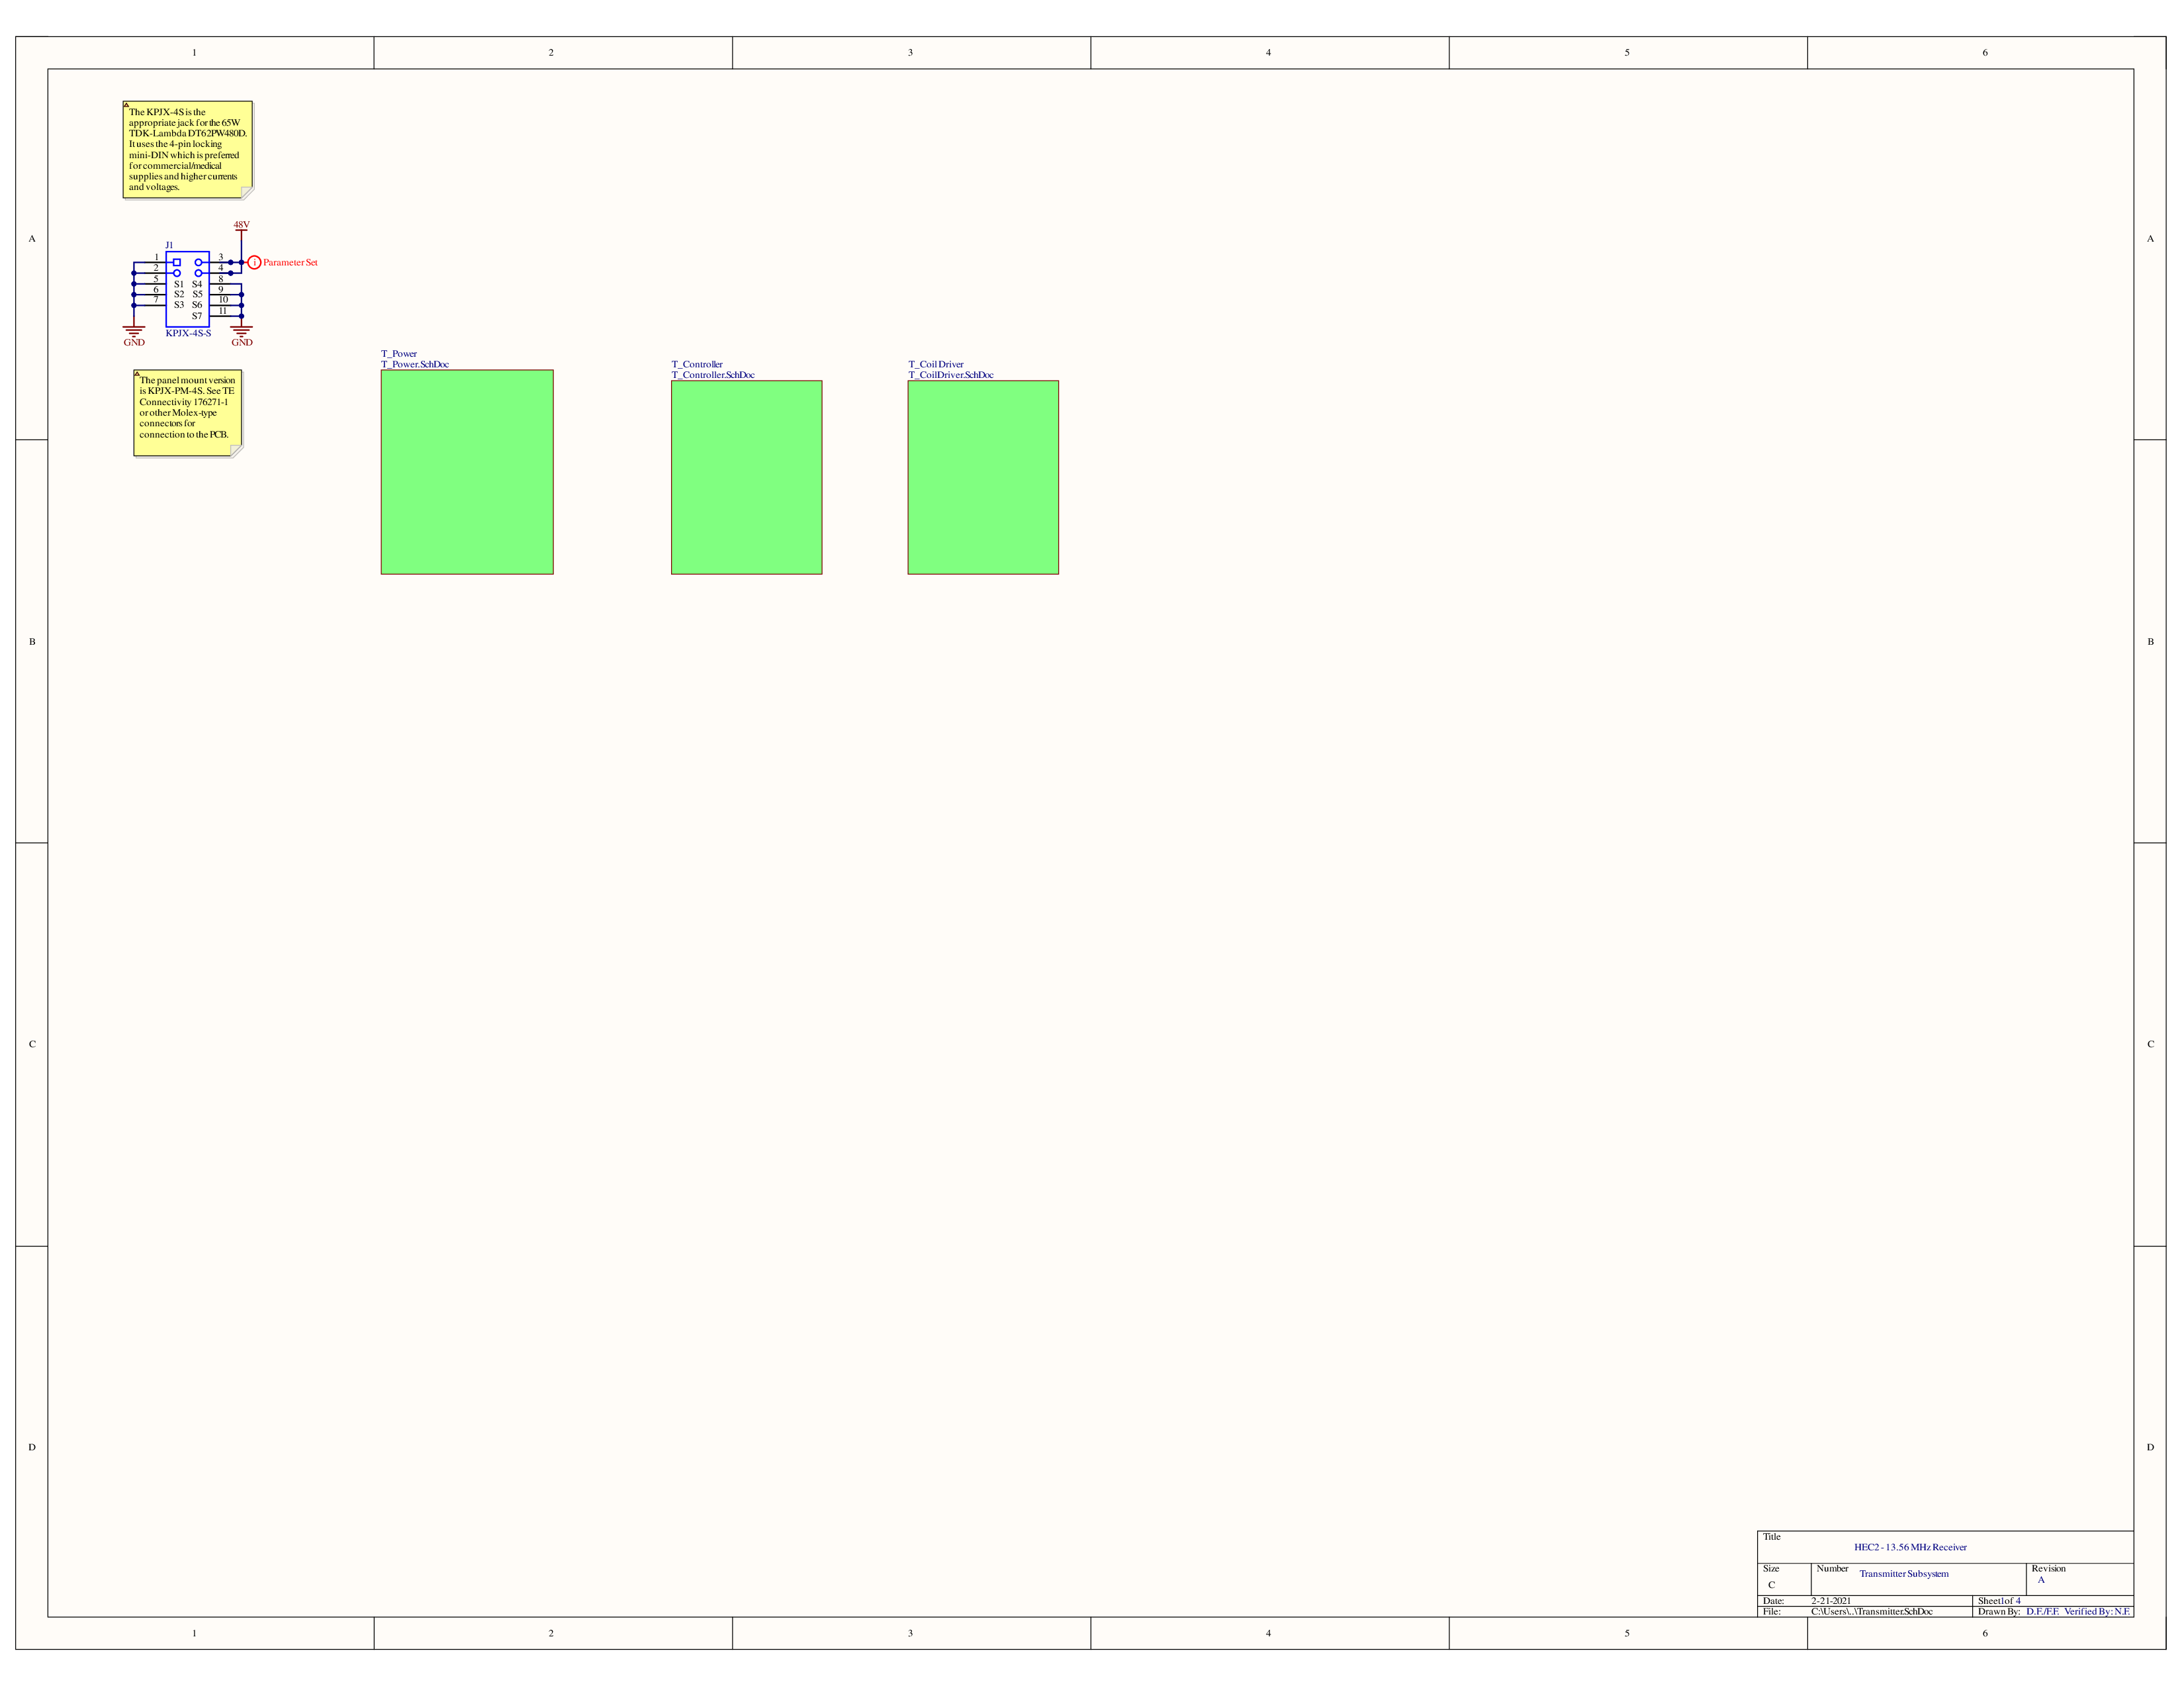 1 2 3 4 5 6
The KPJX-4S is the
appropriate jack for the 65W
TDK-Lambda DT62PW480D.
It uses the 4-pin locking
mini-DIN which is preferred
for commercial/medical
supplies and higher currents
and voltages.
A A
48V
J1
1 3
i Parameter Set
2 4
5 8
S1 S4
6 9
S2 S5
7 10
S3 S6
11
S7
KPJX-4S-S
GND GND
T_Power
T_Power.SchDoc
T_Controller
T_Controller.SchDoc
T_Coil Driver
T_CoilDriver.SchDoc
The panel mount version
is KPJX-PM-4S. See TE
Connectivity 176271-1
or other Molex-type
connectors for
connection to the PCB.
B B
C C
D D
Title
HEC2 - 13.56 MHz Receiver
Size Number Revision
C Transmitter Subsystem A
Date: 2-21-2021 Sheet1of 4
File: C:\Users\..\Transmitter.SchDoc Drawn By: D.F./F.F. Verified By: N.F.
1 2 3 4 5 6